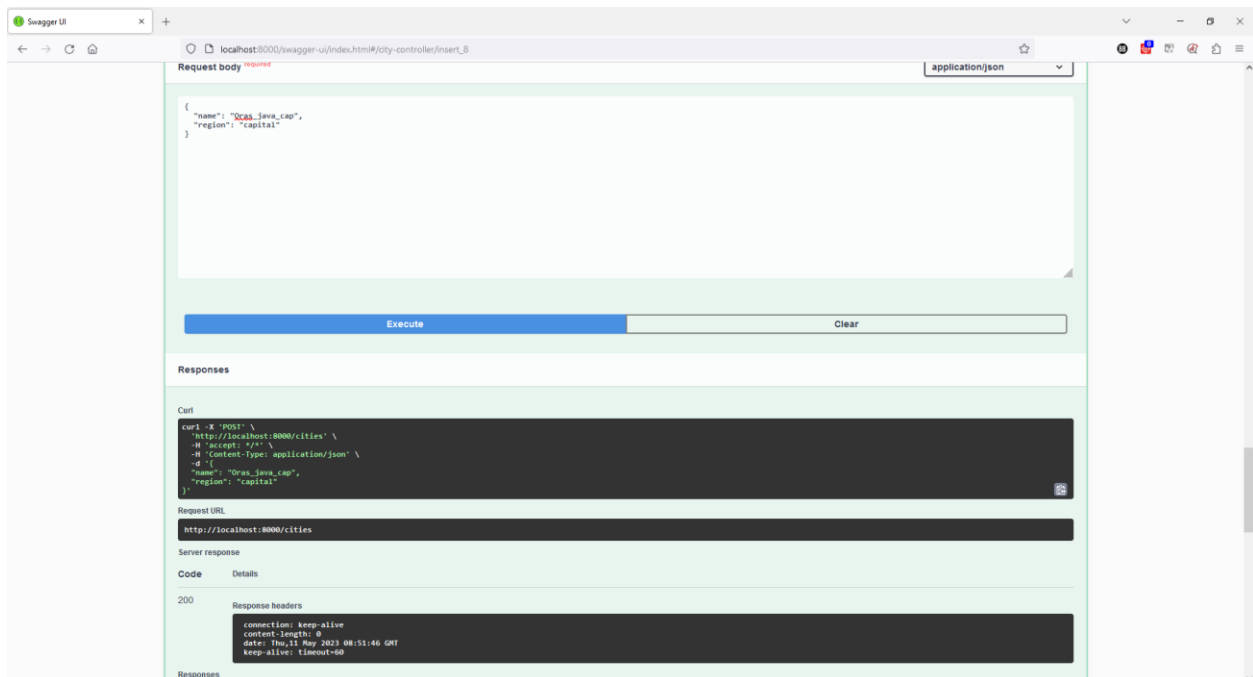 Swagger UI
localhost:8000/swagger-ui/index.html#/city-controller/insert_8
Request body required
application/json
{
"name": "Oras_java_cap",
"region": "capital"
}
Execute
Clear
Responses
Curl
curl -X 'POST' \
'http://localhost:8000/cities' \
-H 'accept: */*' \
-H 'Content-Type: application/json' \
-d '{
"name": "Oras_java_cap",
"region": "capital"
}'
Request URL
http://localhost:8000/cities
Server response
Code Details
200
Response headers
connection: keep-alive
content-length: 0
date: Thu,11 May 2023 08:51:46 GMT
keep-alive: timeout=60
Responses